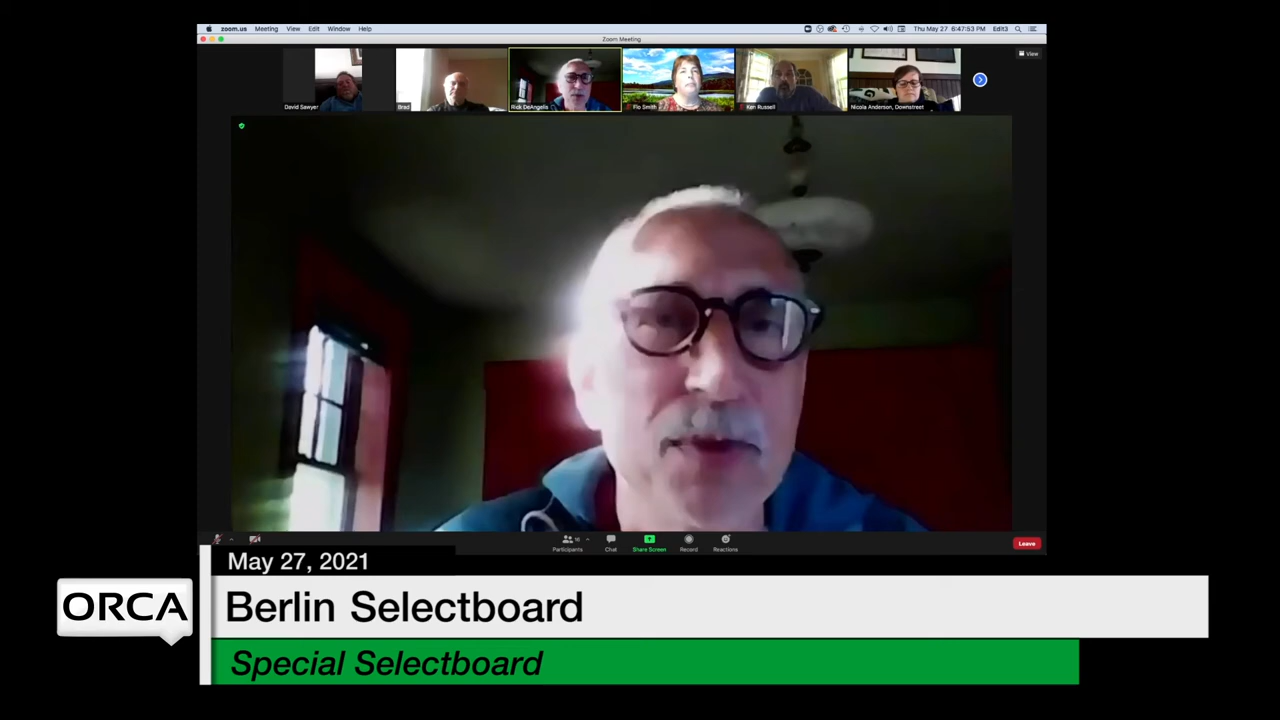 zoom.us Meeting View Edit Window Help
Thu May 27 6:47:53 PM Edit3
Zoom Meeting
View
David Sawyer
Brad
Rick DeAngelis
Flo Smith
Ken Russell
Nicola Anderson, Downstreet
Participants
Chat
Share Screen
Record
Reactions
Leave
May 27, 2021
ORCA
Berlin Selectboard
Special Selectboard